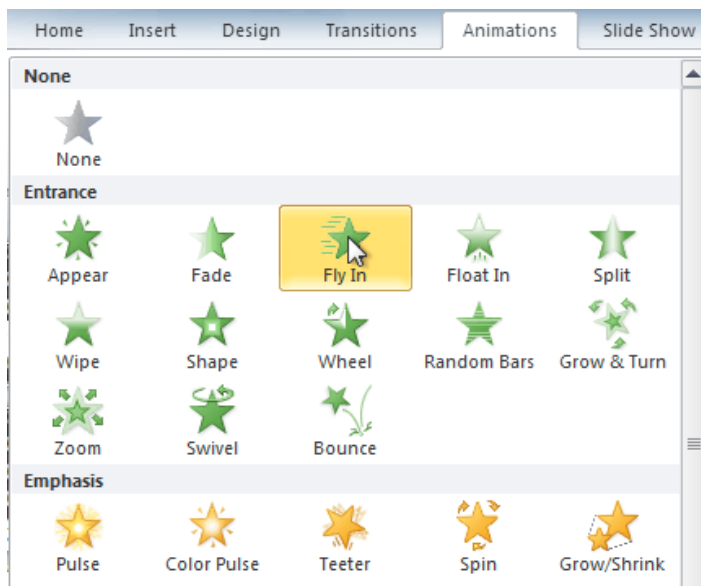 Home Insert Design Transitions Animations Slide Show
None
None
Entrance
Appear Fade Fly In Float In Split
Wipe Shape Wheel Random Bars Grow & Turn
Zoom Swivel Bounce
Emphasis
Pulse Color Pulse Teeter Spin Grow/Shrink